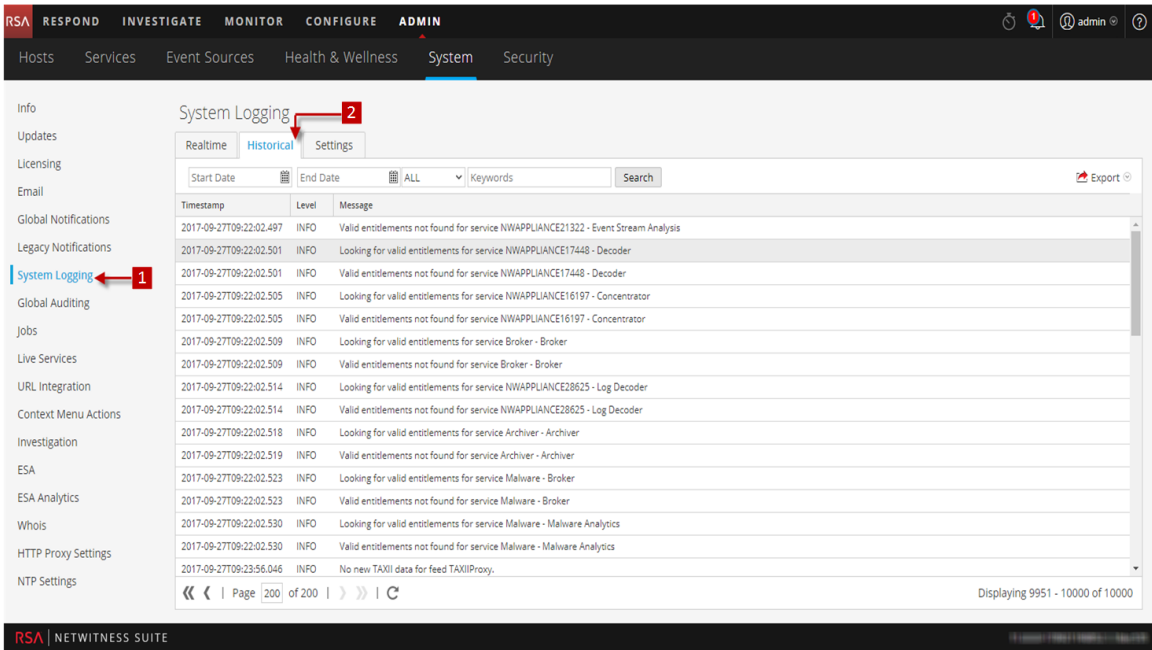 RSA RESPOND INVESTIGATE MONITOR CONFIGURE ADMIN 1 admin ?
Hosts Services Event Sources Health & Wellness System Security
Info
Updates
Licensing
Email
Global Notifications
Legacy Notifications
System Logging 1
Global Auditing
Jobs
Live Services
URL Integration
Context Menu Actions
Investigation
ESA
ESA Analytics
Whois
HTTP Proxy Settings
NTP Settings
System Logging 2
Realtime Historical Settings
Start Date End Date ALL Keywords Search Export
Timestamp Level Message
2017-09-27T09:22:02.497 INFO Valid entitlements not found for service NWAPPLIANCE21322 - Event Stream Analysis
2017-09-27T09:22:02.501 INFO Looking for valid entitlements for service NWAPPLIANCE17448 - Decoder
2017-09-27T09:22:02.501 INFO Valid entitlements not found for service NWAPPLIANCE17448 - Decoder
2017-09-27T09:22:02.505 INFO Looking for valid entitlements for service NWAPPLIANCE16197 - Concentrator
2017-09-27T09:22:02.505 INFO Valid entitlements not found for service NWAPPLIANCE16197 - Concentrator
2017-09-27T09:22:02.509 INFO Looking for valid entitlements for service Broker - Broker
2017-09-27T09:22:02.509 INFO Valid entitlements not found for service Broker - Broker
2017-09-27T09:22:02.514 INFO Looking for valid entitlements for service NWAPPLIANCE28625 - Log Decoder
2017-09-27T09:22:02.514 INFO Valid entitlements not found for service NWAPPLIANCE28625 - Log Decoder
2017-09-27T09:22:02.518 INFO Looking for valid entitlements for service Archiver - Archiver
2017-09-27T09:22:02.519 INFO Valid entitlements not found for service Archiver - Archiver
2017-09-27T09:22:02.523 INFO Looking for valid entitlements for service Malware - Broker
2017-09-27T09:22:02.523 INFO Valid entitlements not found for service Malware - Broker
2017-09-27T09:22:02.530 INFO Looking for valid entitlements for service Malware - Malware Analytics
2017-09-27T09:22:02.530 INFO Valid entitlements not found for service Malware - Malware Analytics
2017-09-27T09:23:56.046 INFO No new TAXII data for feed TAXIIProxy.
Page 200 of 200 Displaying 9951 - 10000 of 10000
RSA NETWITNESS SUITE